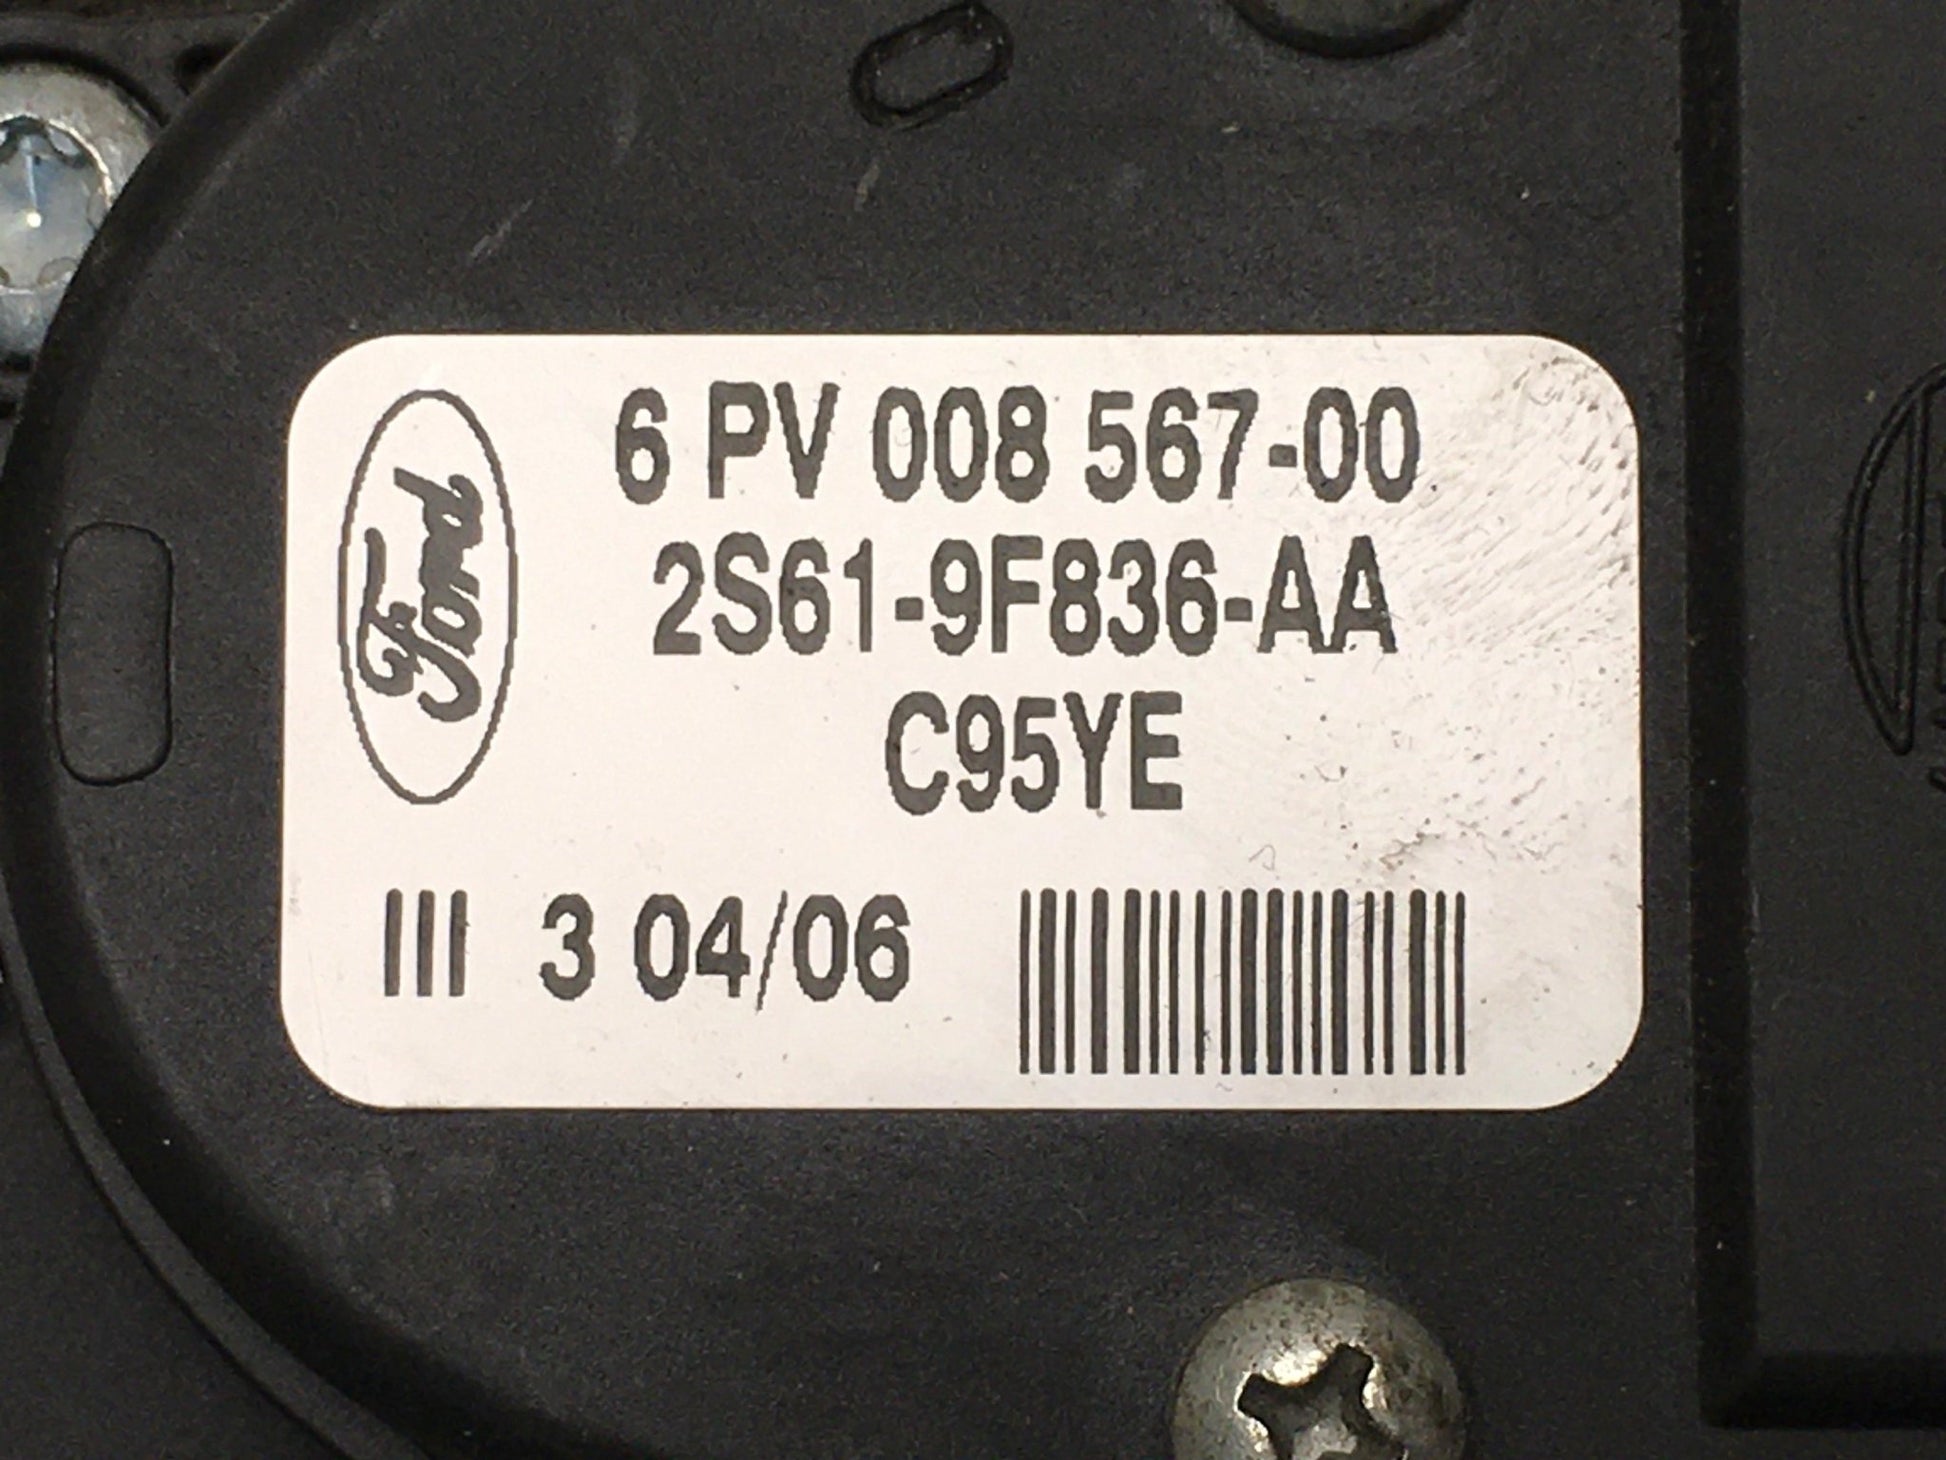 Ford
6 PV 008 567-00
2S61-9F836-AA
C95YE
III 3 04/06